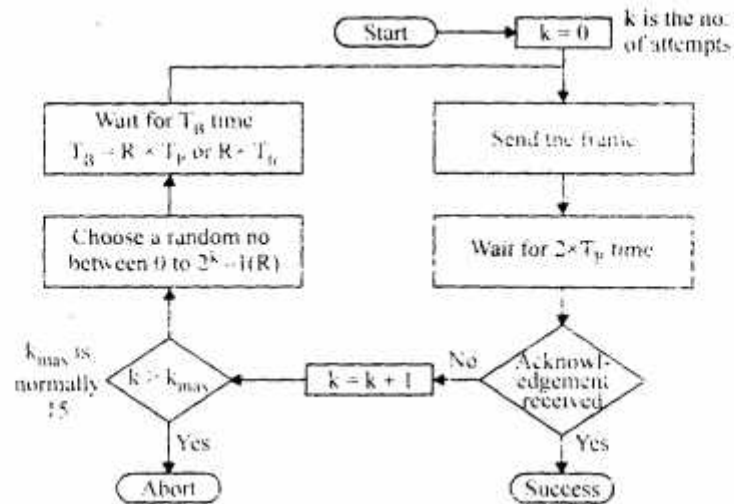 Start
k = 0
k is the no.
of attempts
Wait for T_B time
T_B = R × T_P or R × T_fr
Send the frame
Choose a random no
between 0 to 2^k - 1(R)
Wait for 2×T_P time
k_max is
normally
15
k > k_max
k = k + 1
No
Acknowl-
edgement
received
Yes
Yes
Abort
Success